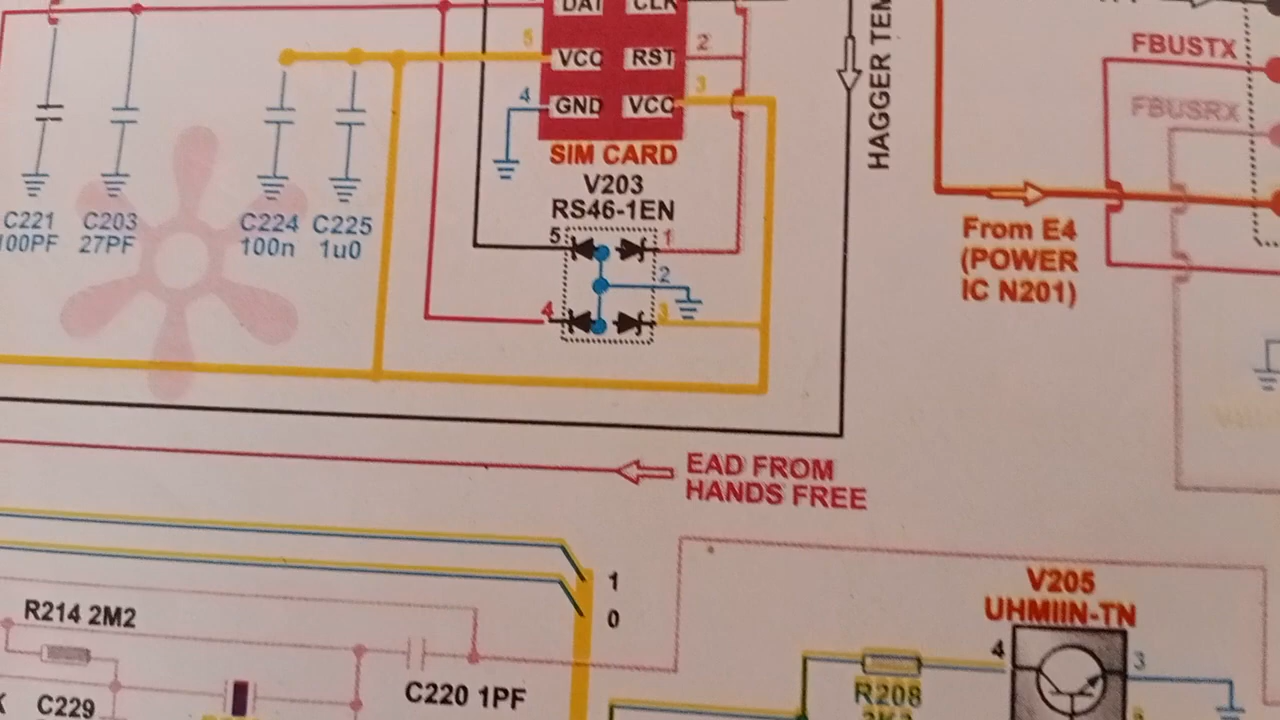 DAT CLK
5
VCC RST 2
3
4 GND VCC
SIM CARD
V203
RS46-1EN
5 1
2
4 3
C221
100PF
C203
27PF
C224
100n
C225
1u0
HAGGER TEM
FBUSTX
FBUSRX
From E4
(POWER
IC N201)
EAD FROM
HANDS FREE
1
0
R214 2M2
C229
C220 1PF
V205
UHMIIN-TN
4 3
R208